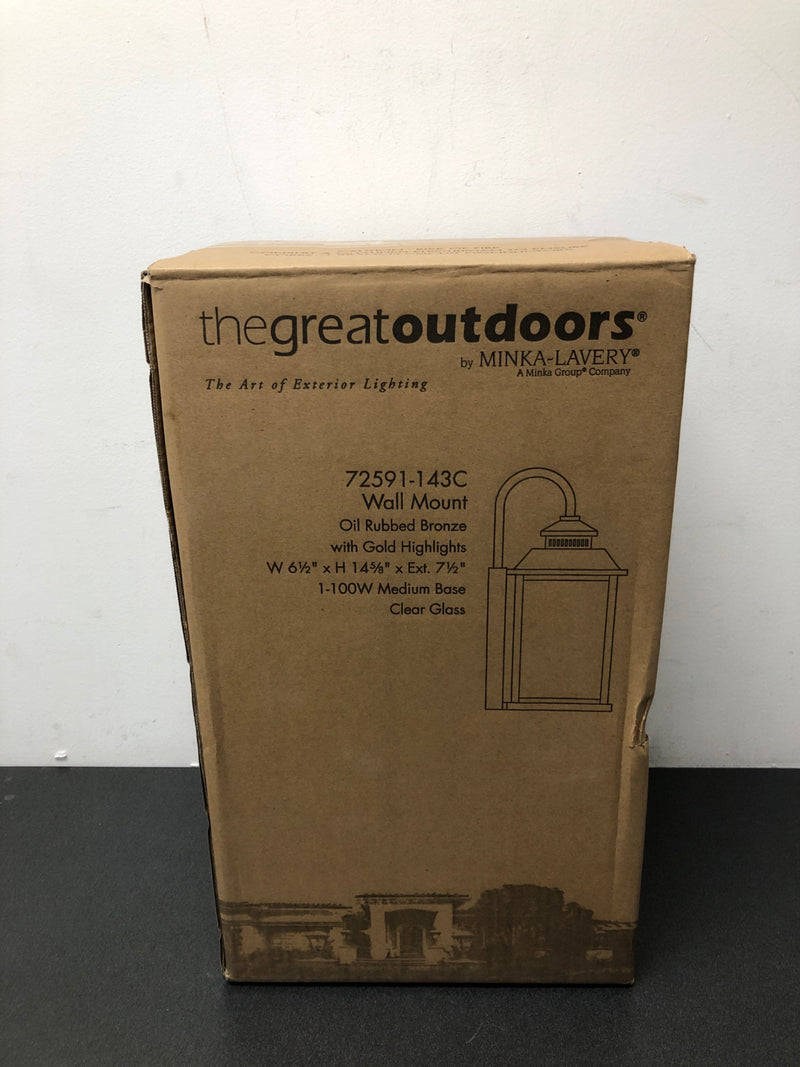 thegreatoutdoors®
by MINKA-LAVERY®
A Minka Group® Company
The Art of Exterior Lighting
72591-143C
Wall Mount
Oil Rubbed Bronze
with Gold Highlights
W 6½" x H 14⅝" x Ext. 7½"
1-100W Medium Base
Clear Glass